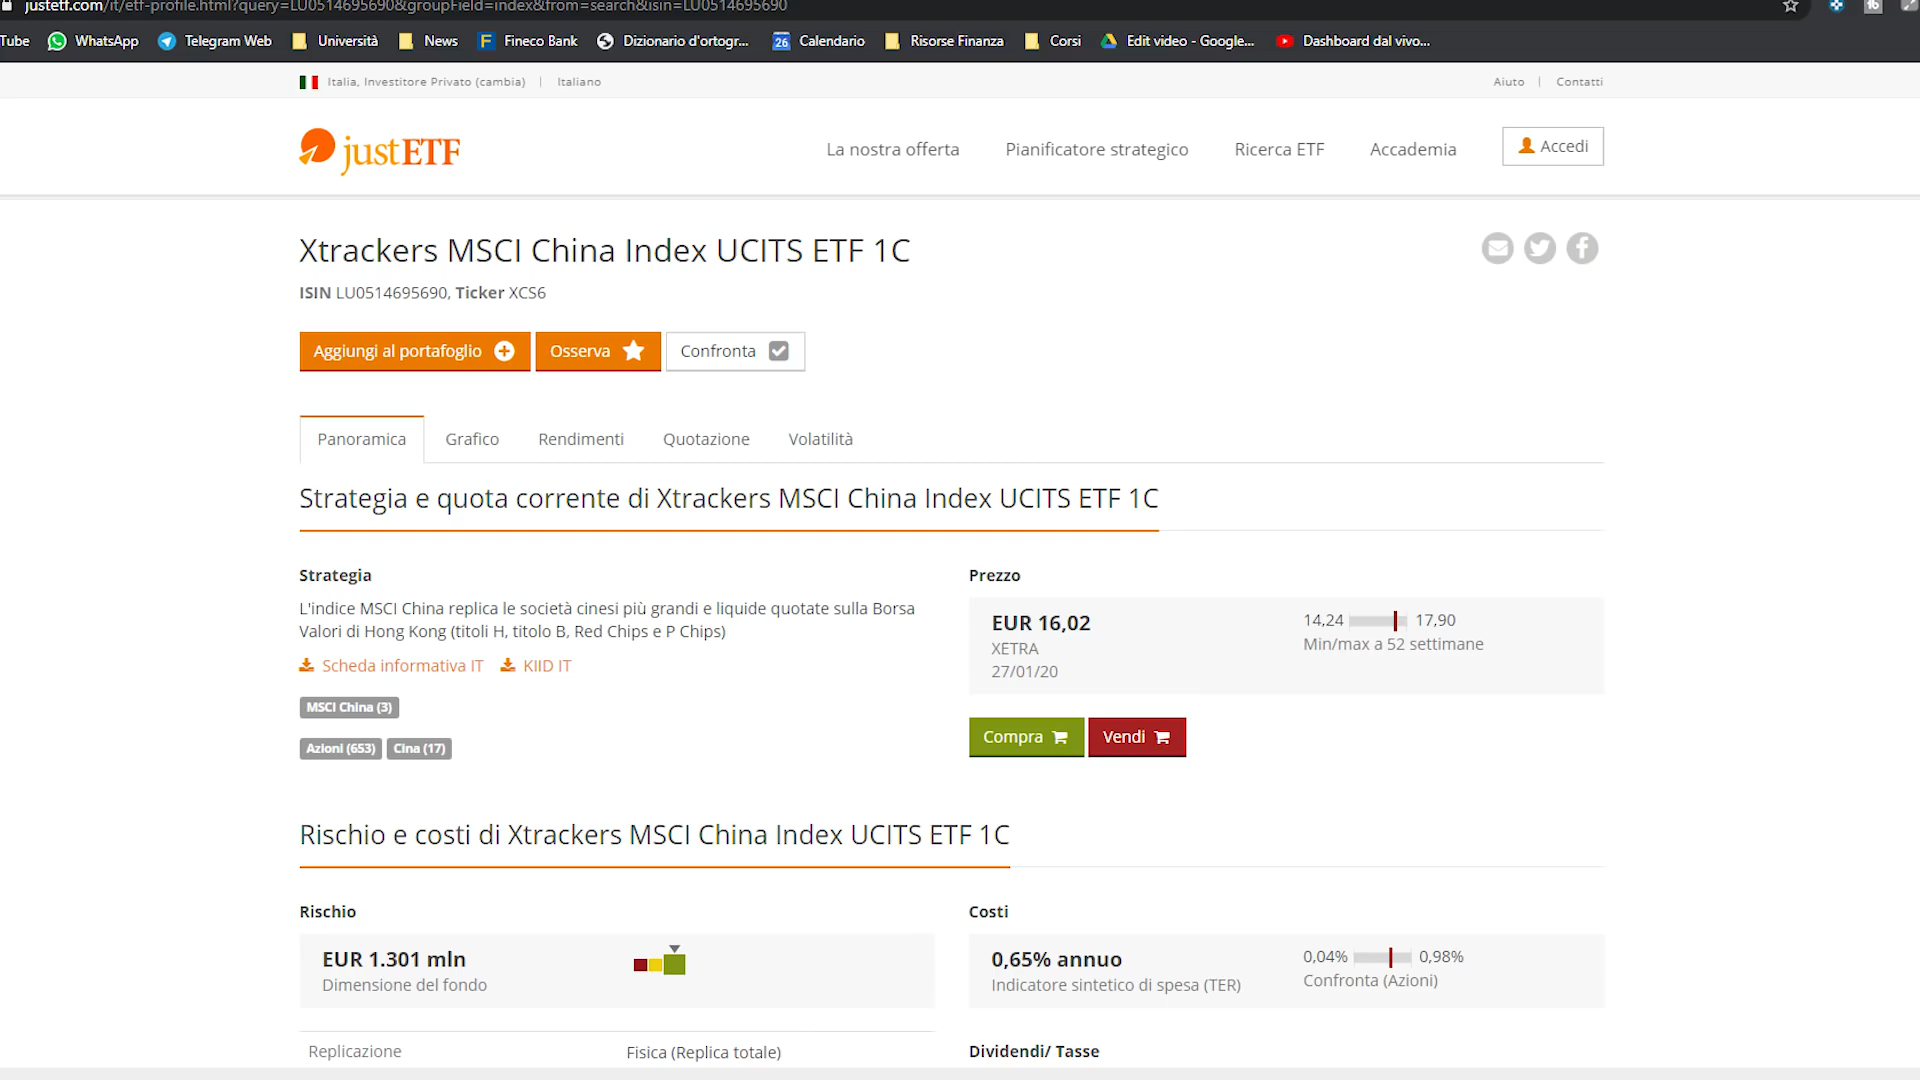 justetf.com/it/etf-profile.html?query=LU0514695690&groupField=index&from=search&isin=LU0514695690
Tube WhatsApp Telegram Web Università News Fineco Bank Dizionario d'ortogr... 26 Calendario Risorse Finanza Corsi Edit video - Google... Dashboard dal vivo...
Italia, Investitore Privato (cambia) | Italiano Aiuto | Contatti
justETF La nostra offerta Pianificatore strategico Ricerca ETF Accademia Accedi
Xtrackers MSCI China Index UCITS ETF 1C
ISIN LU0514695690, Ticker XCS6
Aggiungi al portafoglio Osserva Confronta
Panoramica Grafico Rendimenti Quotazione Volatilità
Strategia e quota corrente di Xtrackers MSCI China Index UCITS ETF 1C
Strategia
L'indice MSCI China replica le società cinesi più grandi e liquide quotate sulla Borsa
Valori di Hong Kong (titoli H, titolo B, Red Chips e P Chips)
Scheda informativa IT KIID IT
MSCI China (3)
Azioni (653) Cina (17)
Prezzo
EUR 16,02
XETRA
27/01/20
14,24 17,90
Min/max a 52 settimane
Compra Vendi
Rischio e costi di Xtrackers MSCI China Index UCITS ETF 1C
Rischio
EUR 1.301 mln
Dimensione del fondo
Replicazione Fisica (Replica totale)
Costi
0,65% annuo
Indicatore sintetico di spesa (TER)
0,04% 0,98%
Confronta (Azioni)
Dividendi/ Tasse